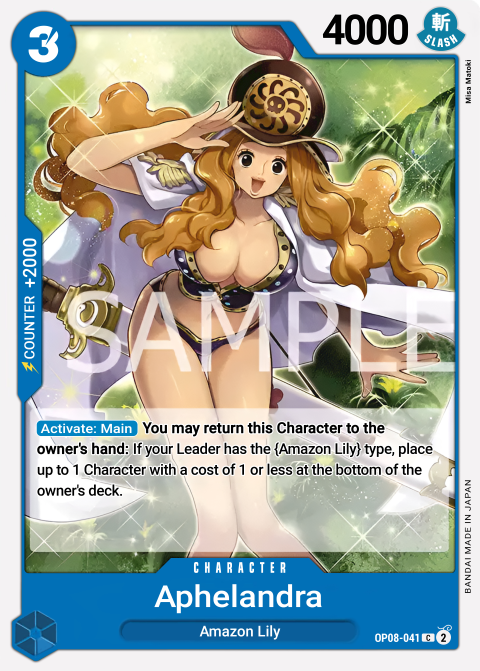 3
4000
斬
SLASH
Misa Matoki
COUNTER +2000
SAMPLE
Activate: Main You may return this Character to the
owner's hand: If your Leader has the {Amazon Lily} type, place
up to 1 Character with a cost of 1 or less at the bottom of the
owner's deck.
BANDAI MADE IN JAPAN
CHARACTER
Aphelandra
Amazon Lily
OP08-041 C 2